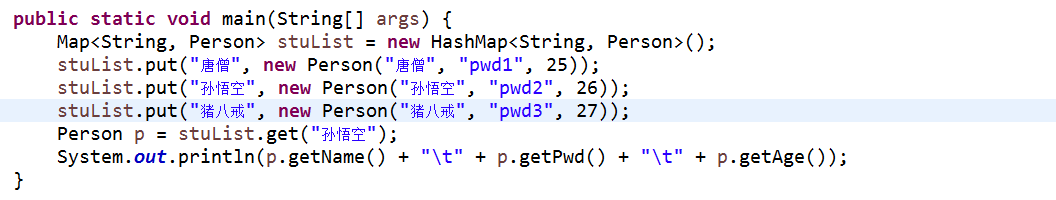 public static void main(String[] args) {
    Map<String, Person> stuList = new HashMap<String, Person>();
    stuList.put("唐僧", new Person("唐僧", "pwd1", 25));
    stuList.put("孙悟空", new Person("孙悟空", "pwd2", 26));
    stuList.put("猪八戒", new Person("猪八戒", "pwd3", 27));
    Person p = stuList.get("孙悟空");
    System.out.println(p.getName() + "\t" + p.getPwd() + "\t" + p.getAge());
}